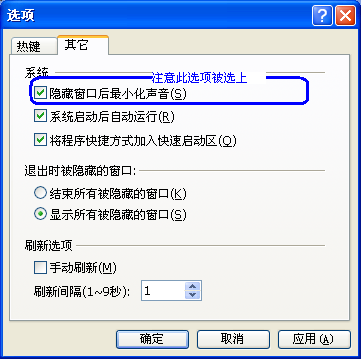 选项
热键
其它
系统
注意此选项被选上
隐藏窗口后最小化声音(S)
系统启动后自动运行(R)
将程序快捷方式加入快速启动区(Q)
退出时被隐藏的窗口:
结束所有被隐藏的窗口(K)
显示所有被隐藏的窗口(S)
刷新选项
手动刷新(M)
刷新间隔(1~9秒): 1
确定 取消 应用(A)